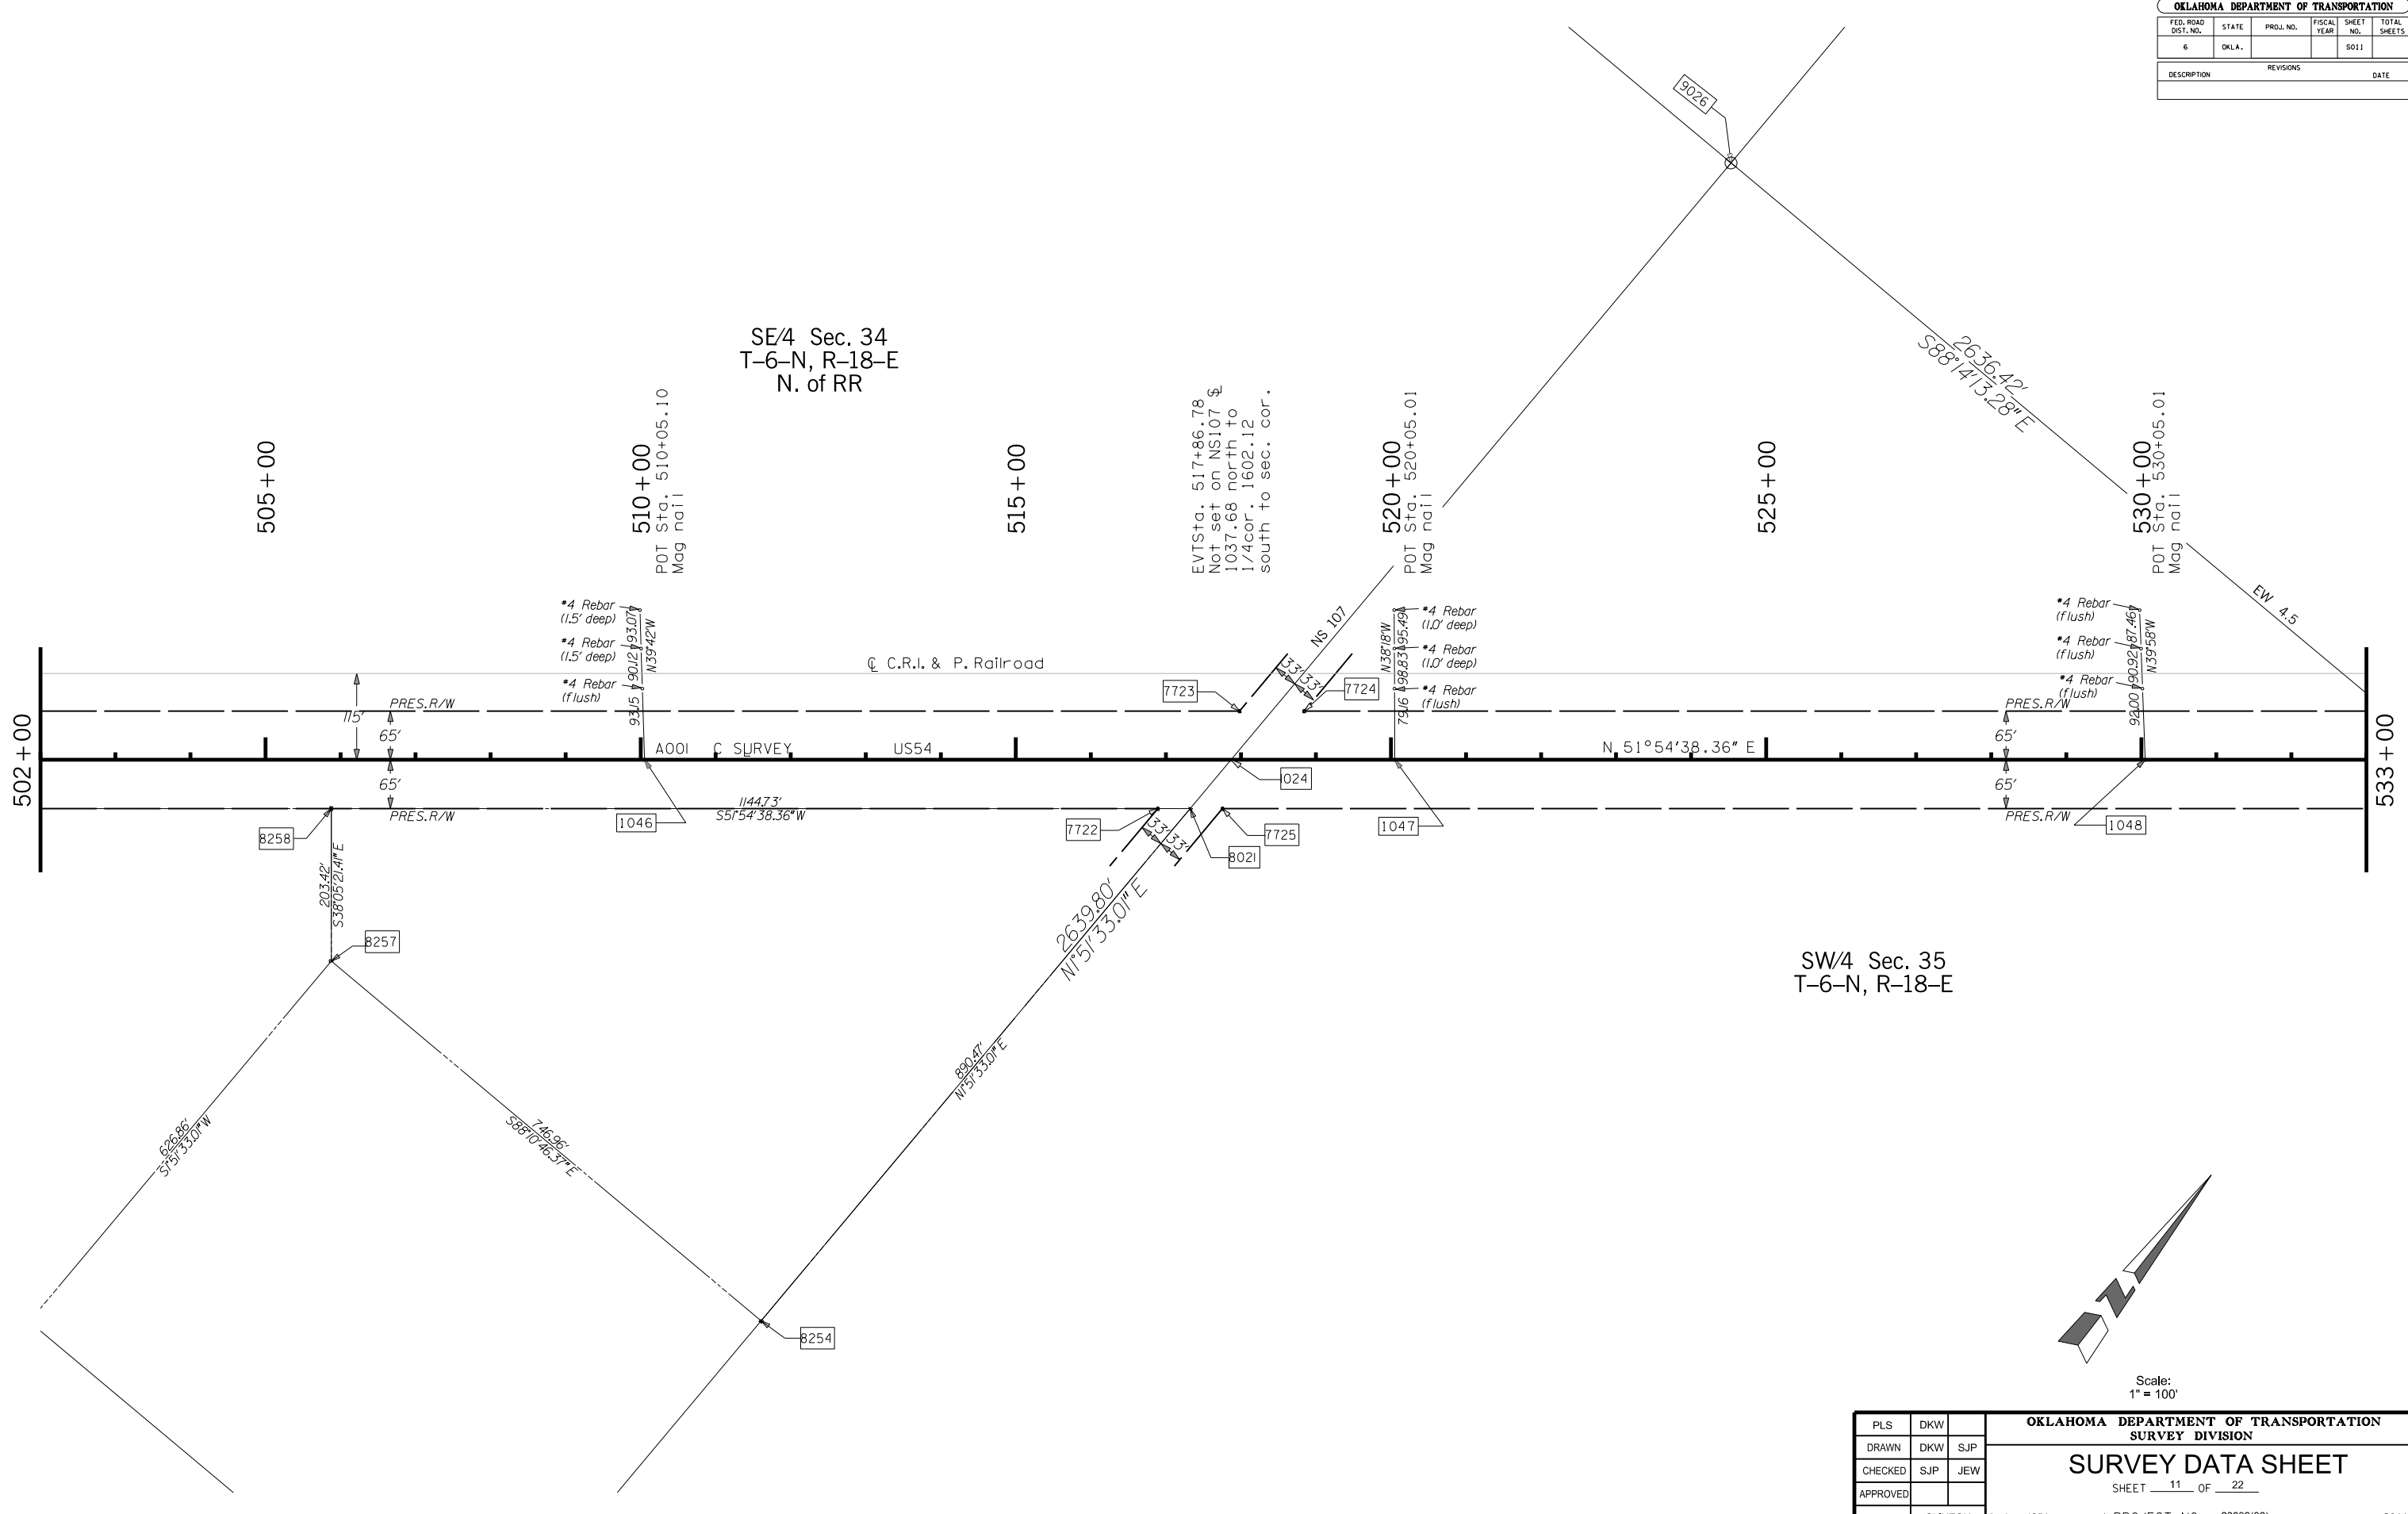 OKLAHOMA DEPARTMENT OF TRANSPORTATION
FED. ROAD DIST. NO.
STATE
PROJ. NO.
FISCAL YEAR
SHEET NO.
TOTAL SHEETS
6
OKLA.
S011
REVISIONS
DESCRIPTION
DATE
9026
2636.42'
S88°14'13.28" E
SE/4 Sec. 34
T-6-N, R-18-E
N. of RR
505+00
510+00
POT Sta. 510+05.10
Mag nail
515+00
EVTSta. 517+86.78
Not set on NS107 ℄
1037.68 north to
1/4cor. 1602.12
south to sec. cor.
520+00
POT Sta. 520+05.01
Mag nail
525+00
530+00
POT Sta. 530+05.01
Mag nail
EW 4.5
NS 107
#4 Rebar
(1.5' deep)
#4 Rebar
(1.5' deep)
#4 Rebar
(flush)
93.15
90.12
93.07
N39°42'W
#4 Rebar
(1.0' deep)
#4 Rebar
(1.0' deep)
#4 Rebar
(flush)
79.16
98.83
95.49
N38°18'W
#4 Rebar
(flush)
#4 Rebar
(flush)
#4 Rebar
(flush)
92.00
90.92
87.46
N39°58'W
℄ C.R.I. & P. Railroad
7723
33'
33'
7724
115'
PRES.R/W
65'
PRES.R/W
65'
502+00
A001 ℄ SURVEY US54
N 51°54'38.36" E
533+00
1024
65'
PRES.R/W
65'
PRES.R/W
1144.73'
S51°54'38.36"W
8258
1046
7722
33'
33'
7725
8021
1047
1048
203.42'
S38°05'21.41" E
8257
2639.80'
N1°51'33.01" E
SW/4 Sec. 35
T-6-N, R-18-E
890.47'
N1°51'33.01" E
626.86'
S1°51'33.01"W
746.96'
S88°10'46.37" E
8254
N
Scale:
1" = 100'
PLS DKW
DRAWN DKW SJP
CHECKED SJP JEW
APPROVED
OKLAHOMA DEPARTMENT OF TRANSPORTATION
SURVEY DIVISION
SURVEY DATA SHEET
SHEET 11 OF 22